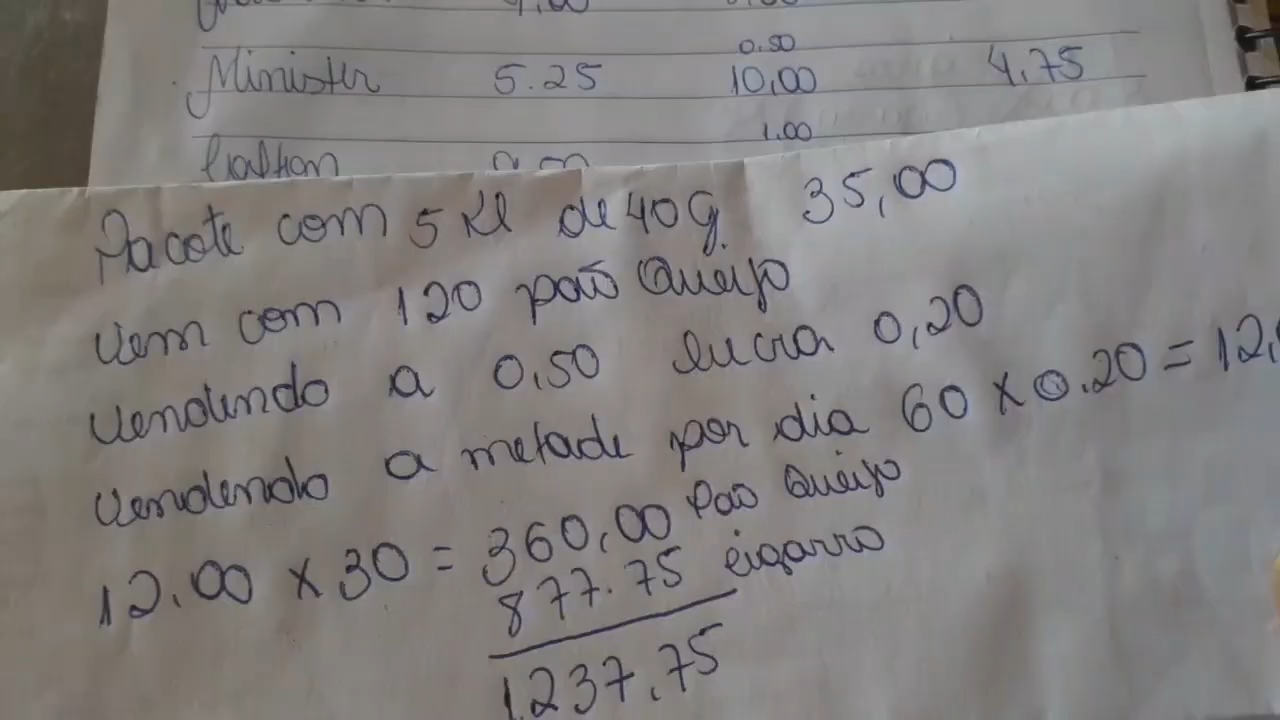 0.50
Minister 5.25 10,00 4,75
1.00
Pacote com 5 Kl de 40g. 35,00
Vem com 120 pão Queijo
Vendendo a 0,50 lucra 0,20
Vendendo a metade por dia 60 x 0.20 = 12,
12.00 x 30 = 360,00 Pão Queijo
877.75 cigarro
1.237,75